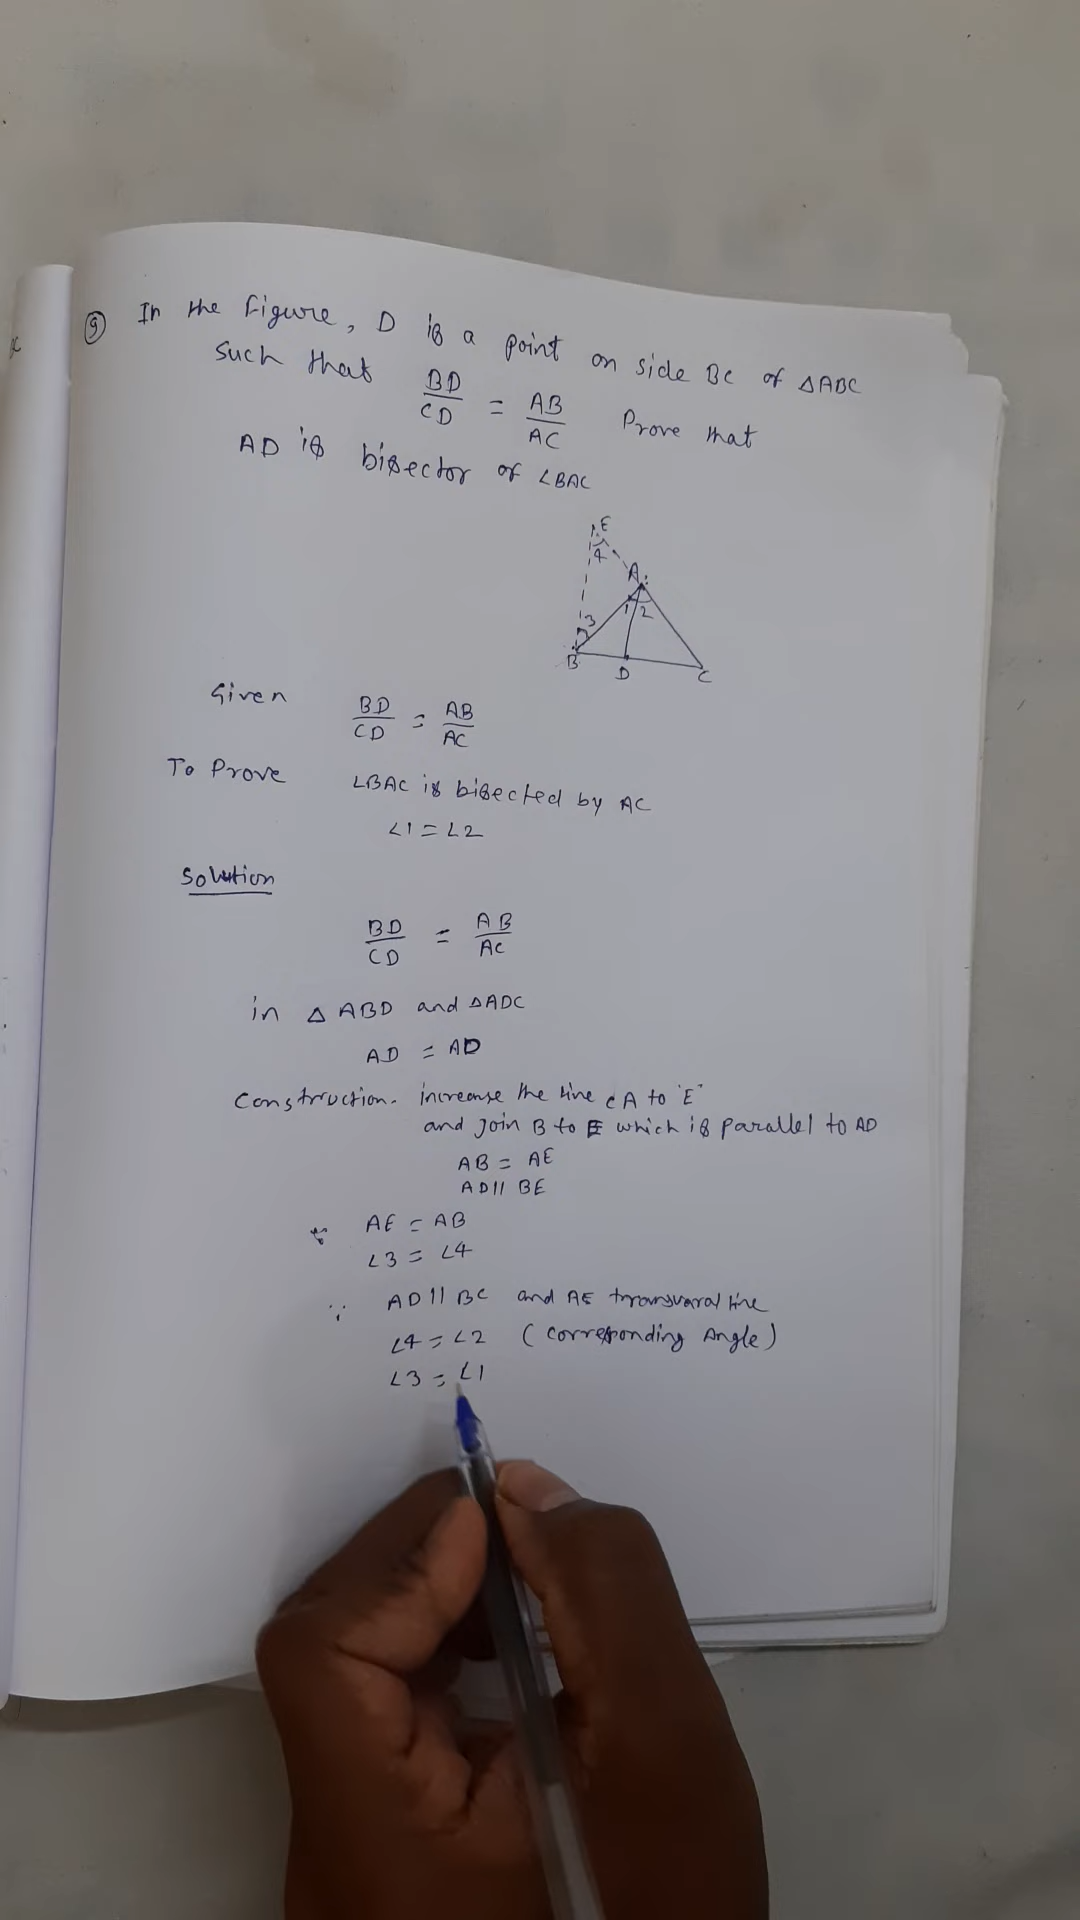 9 In the figure, D is a point on side BC of △ABC
such that BD/CD = AB/AC Prove that
AD is bisector of ∠BAC
E
4
A
1 2
3
B D C
Given BD/CD = AB/AC
To Prove ∠BAC is bisected by AC
∠1 = ∠2
Solution
BD/CD = AB/AC
in △ ABD and △ADC
AD = AD
Construction. increase the line CA to "E"
and join B to E which is parallel to AD
AB = AE
AD || BE
∵ AE = AB
∠3 = ∠4
∵ AD || BC and AE line
∠4 = ∠2 (corresponding Angle)
∠3 = ∠1